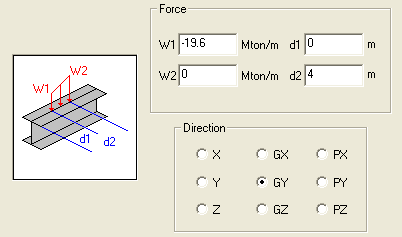 Force
W1 -19.6 Mton/m d1 0 m
W2 0 Mton/m d2 4 m
W2
W1
d1
d2
Direction
X GX PX
Y GY PY
Z GZ PZ